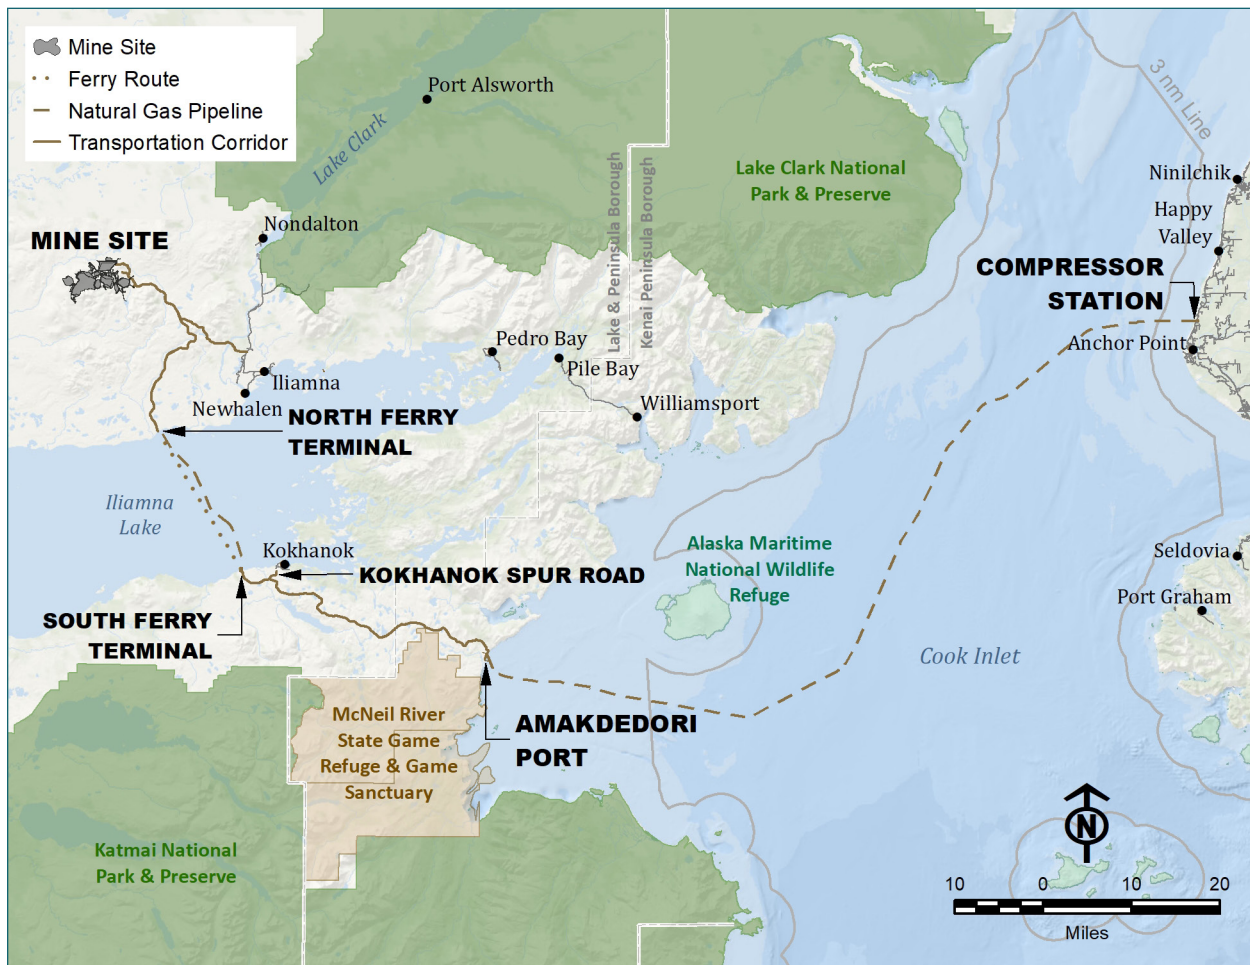 Mine Site
Ferry Route
Natural Gas Pipeline
Transportation Corridor
Port Alsworth
Lake Clark
Nondalton
MINE SITE
Lake & Peninsula Borough
Kenai Peninsula Borough
Lake Clark National
Park & Preserve
3 nm Line
Ninilchik
Happy
Valley
COMPRESSOR
STATION
Anchor Point
Pedro Bay
Pile Bay
Iliamna
Newhalen
Williamsport
NORTH FERRY
TERMINAL
Iliamna
Lake
Kokhanok
KOKHANOK SPUR ROAD
Alaska Maritime
National Wildlife
Refuge
Seldovia
Port Graham
SOUTH FERRY
TERMINAL
Cook Inlet
McNeil River
State Game
Refuge & Game
Sanctuary
AMAKDEDORI
PORT
Katmai National
Park & Preserve
N
10 0 10 20
Miles